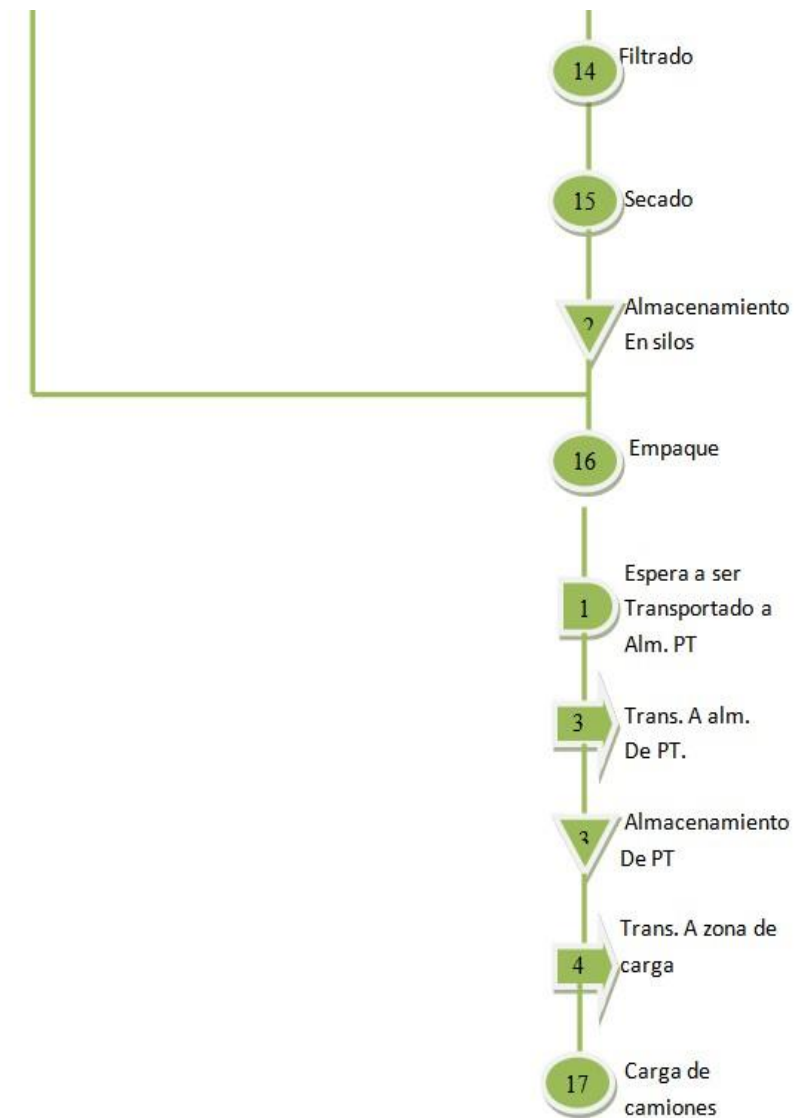 14
Filtrado
15
Secado
2
Almacenamiento
En silos
16
Empaque
1
Espera a ser
Transportado a
Alm. PT
3
Trans. A alm.
De PT.
3
Almacenamiento
De PT
4
Trans. A zona de
carga
17
Carga de
camiones